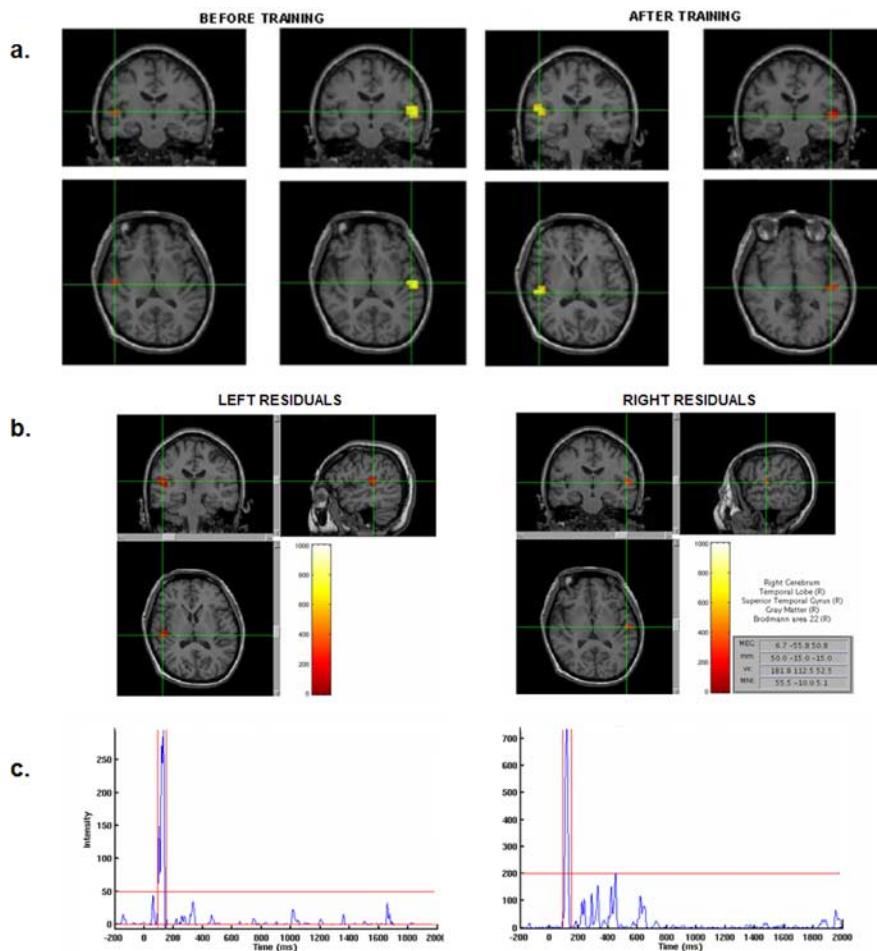 BEFORE TRAINING
AFTER TRAINING
a.
LEFT RESIDUALS
RIGHT RESIDUALS
b.
1000
800
600
400
200
0
1000
800
600
400
200
0
Right Cerebrum
Temporal Lobe (R)
Superior Temporal Gyrus (R)
Gray Matter (R)
Brodmann area 22 (R)
MEG: 6.7 -55.8 50.8
mm: 50.0 -15.0 -15.0
vx: 181.8 112.5 52.5
MNI: 55.5 -10.0 5.1
c.
250
200
150
100
50
0
Intensity
-200 0 200 400 600 800 1000 1200 1400 1600 1800 2000
Time (ms)
700
600
500
400
300
200
100
0
-200 0 200 400 600 800 1000 1200 1400 1600 1800 2000
Time (ms)